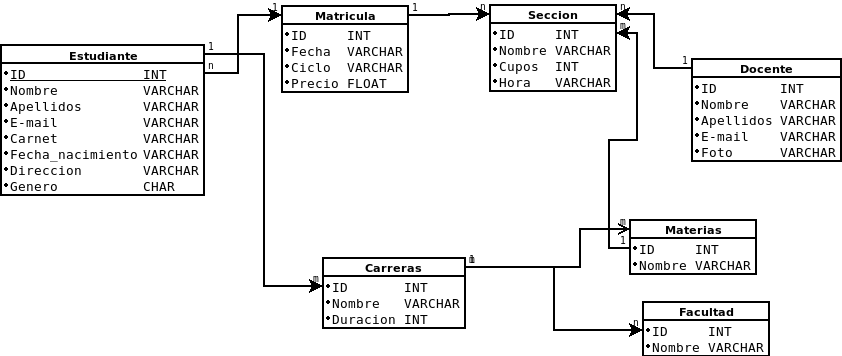 Estudiante
ID INT
Nombre VARCHAR
Apellidos VARCHAR
E-mail VARCHAR
Carnet VARCHAR
Fecha_nacimiento VARCHAR
Direccion VARCHAR
Genero CHAR
1
n
1
Matricula
ID INT
Fecha VARCHAR
Ciclo VARCHAR
Precio FLOAT
1
n
Seccion
ID INT
Nombre VARCHAR
Cupos INT
Hora VARCHAR
n
m
1
Docente
ID INT
Nombre VARCHAR
Apellidos VARCHAR
E-mail VARCHAR
Foto VARCHAR
m
Carreras
ID INT
Nombre VARCHAR
Duracion INT
m
1
Materias
ID INT
Nombre VARCHAR
n
Facultad
ID INT
Nombre VARCHAR